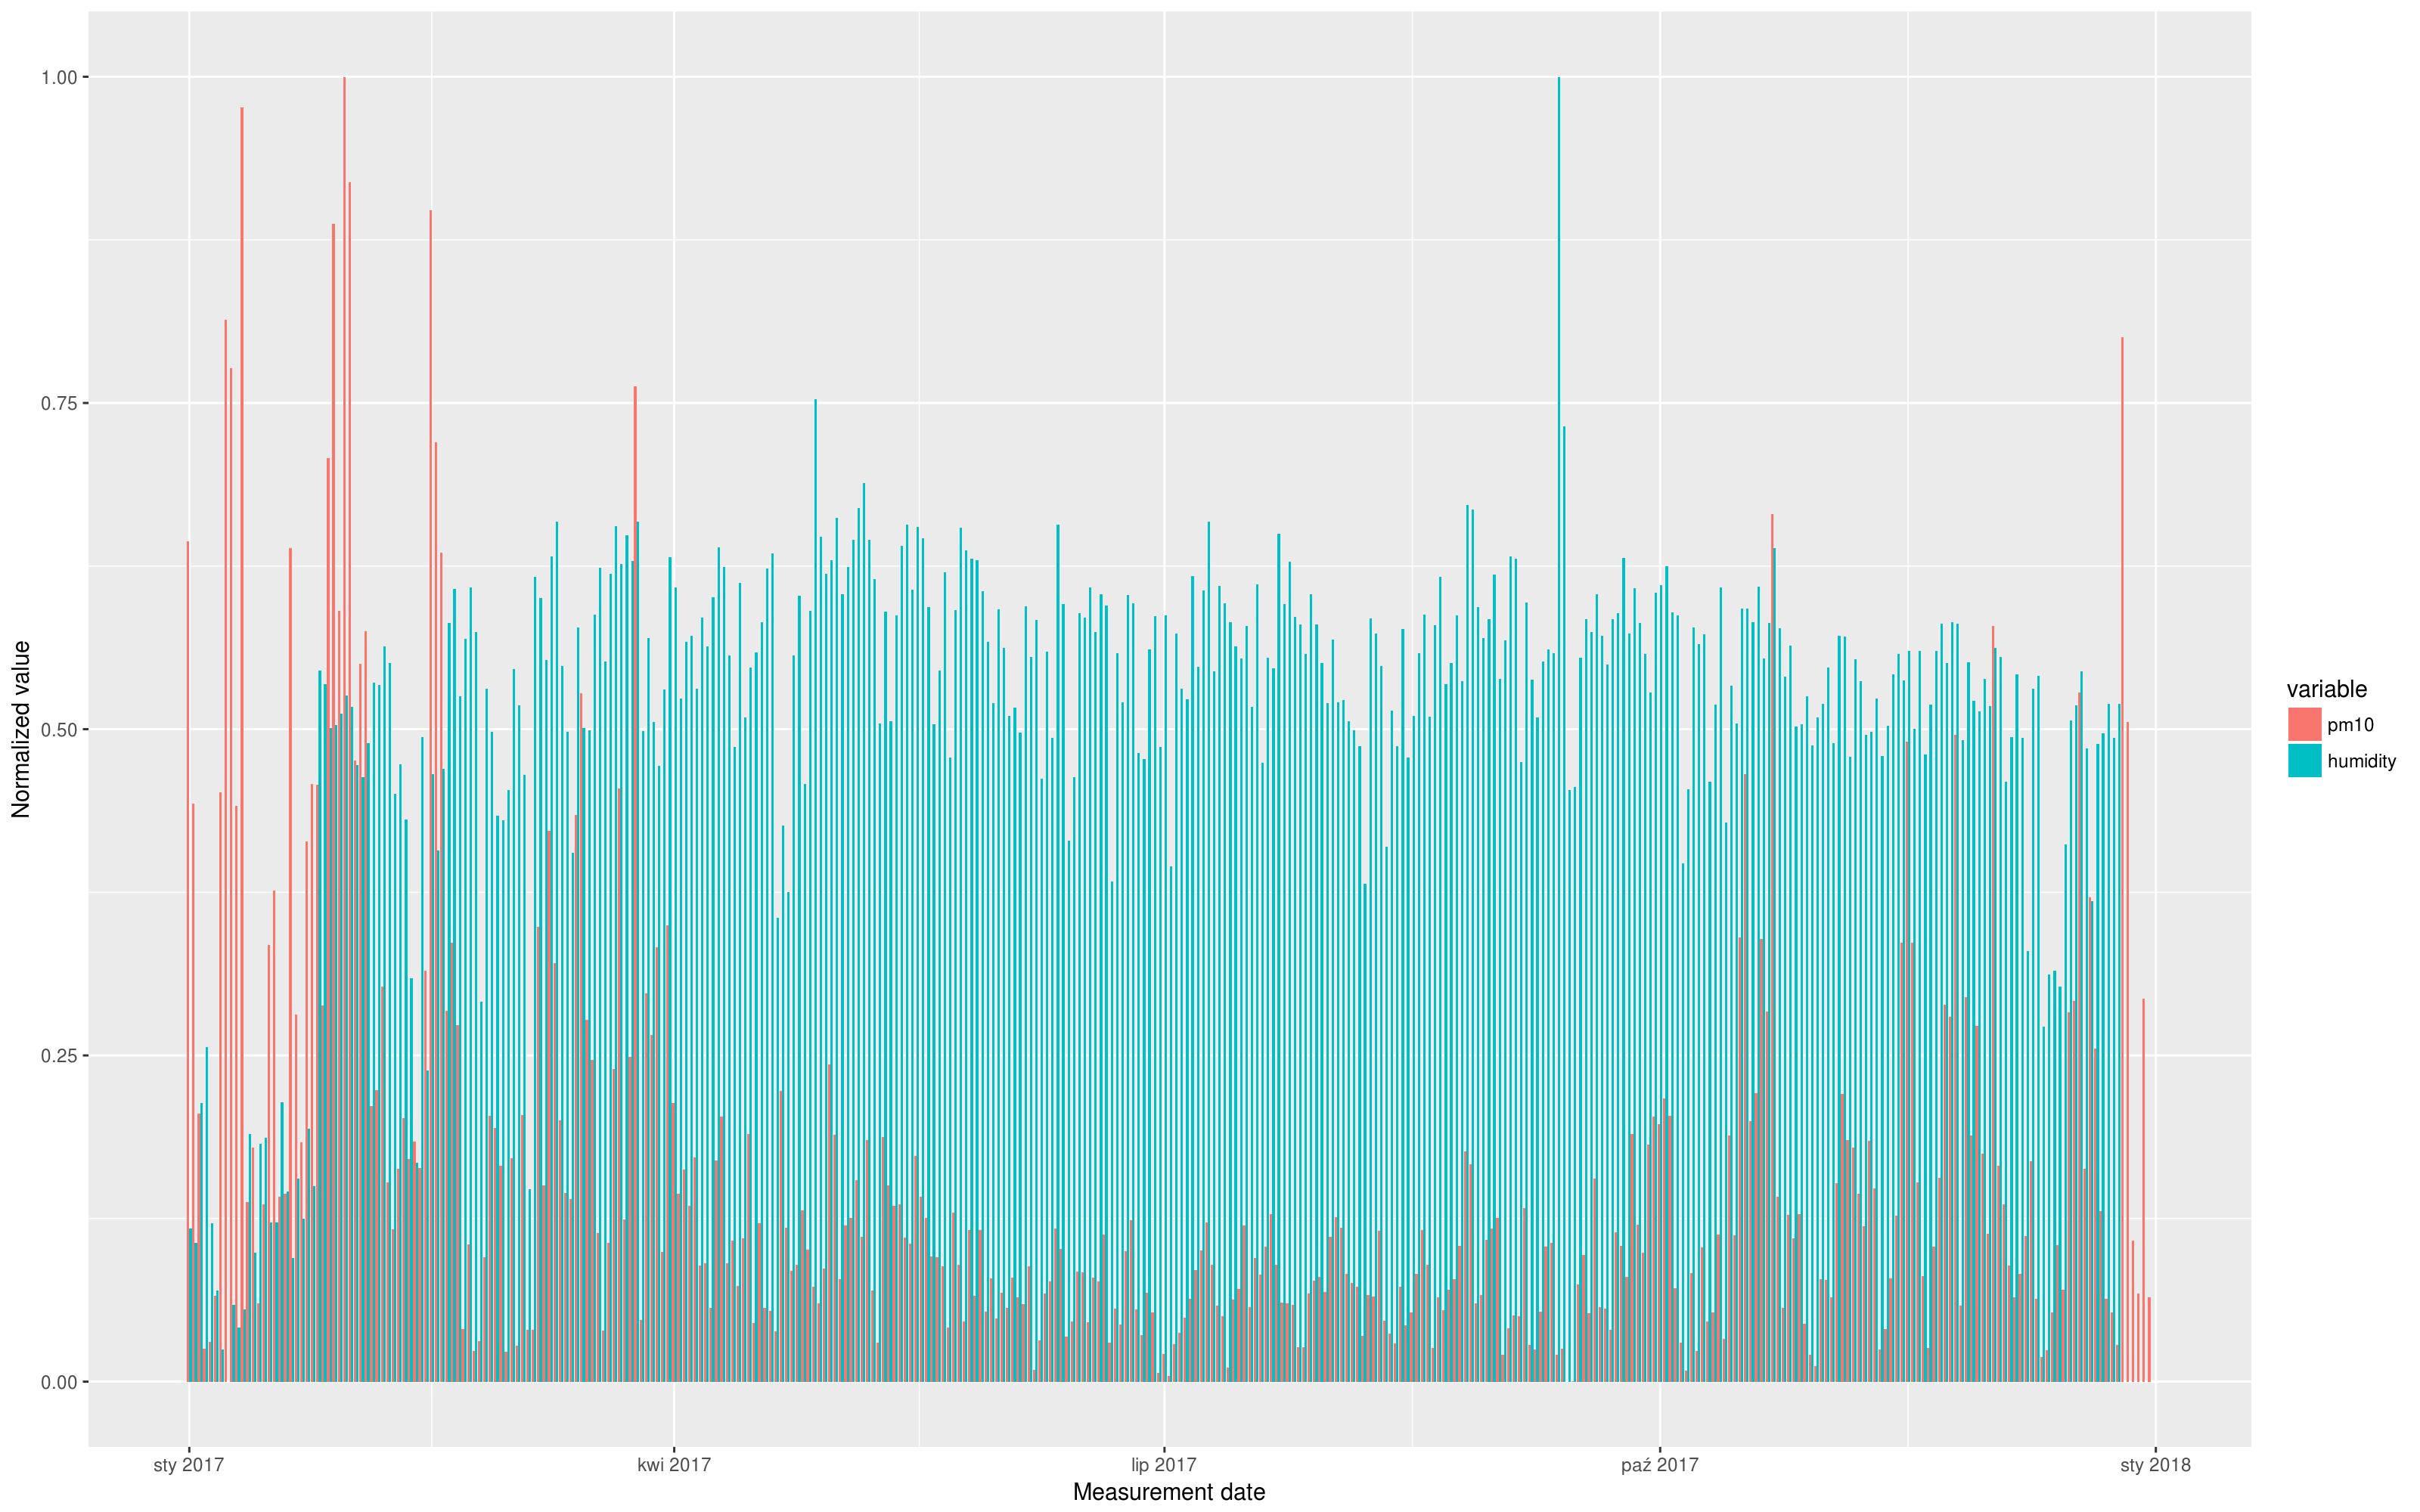 1.00
0.75
0.50
0.25
0.00
Normalized value
sty 2017
kwi 2017
lip 2017
paź 2017
sty 2018
Measurement date
variable
pm10
humidity